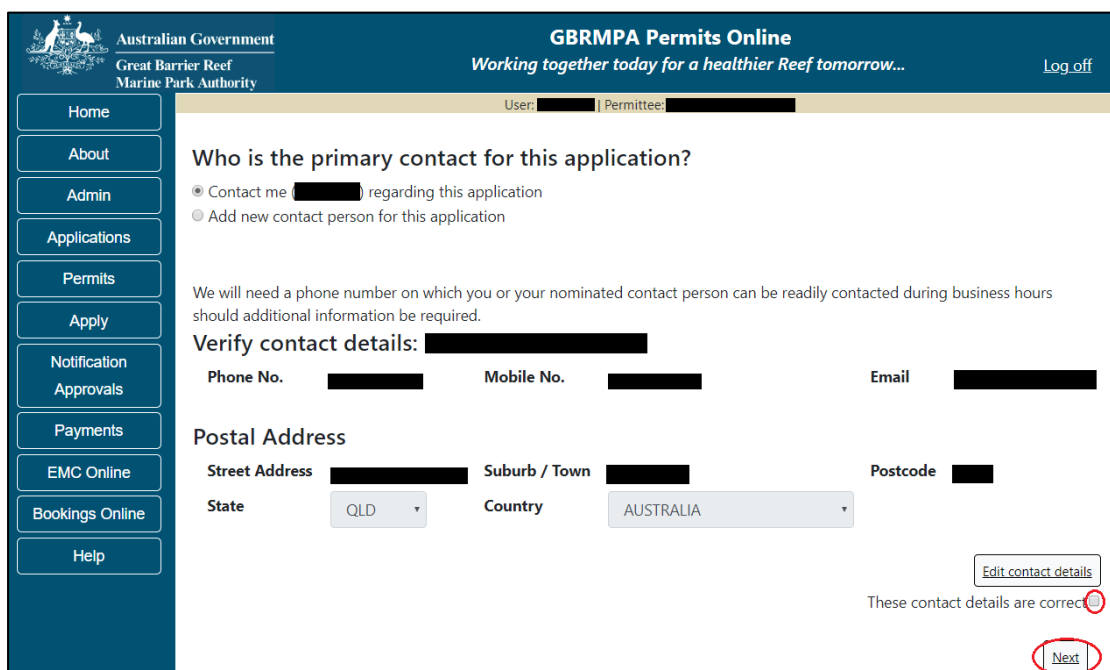 Australian Government
Great Barrier Reef
Marine Park Authority
GBRMPA Permits Online
Working together today for a healthier Reef tomorrow...
Log off
User: | Permittee:
Home
About
Admin
Applications
Permits
Apply
Notification
Approvals
Payments
EMC Online
Bookings Online
Help
Who is the primary contact for this application?
Contact me ( ) regarding this application
Add new contact person for this application
We will need a phone number on which you or your nominated contact person can be readily contacted during business hours
should additional information be required.
Verify contact details:
Phone No. Mobile No. Email
Postal Address
Street Address Suburb / Town Postcode
State QLD Country AUSTRALIA
Edit contact details
These contact details are correct
Next